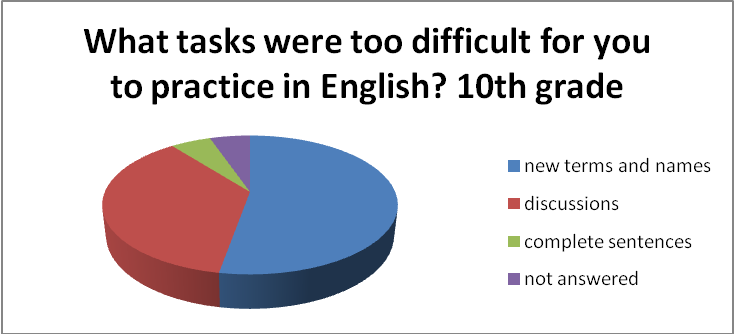 What tasks were too difficult for you
to practice in English? 10th grade
new terms and names
discussions
complete sentences
not answered